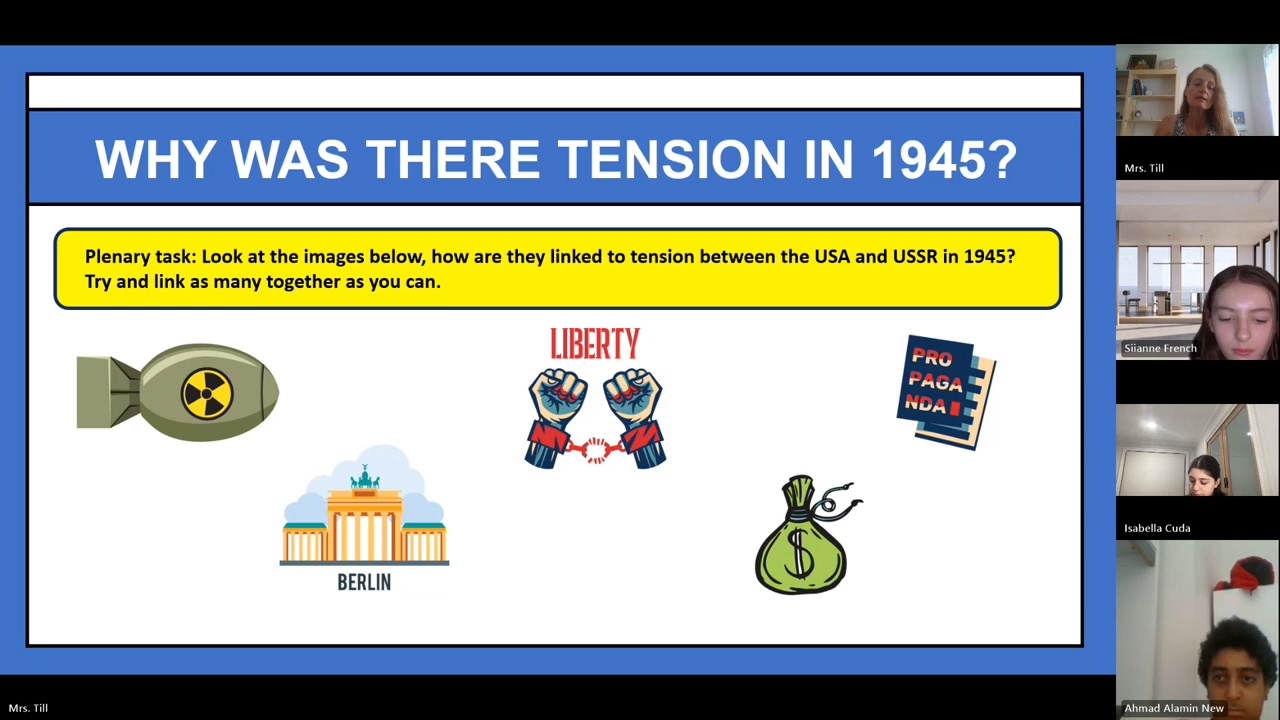 WHY WAS THERE TENSION IN 1945?
Plenary task: Look at the images below, how are they linked to tension between the USA and USSR in 1945?
Try and link as many together as you can.
LIBERTY
PRO
PAGA
NDA
BERLIN
$
Mrs. Till
Siianne French
Isabella Cuda
Ahmad Alamin New
Mrs. Till